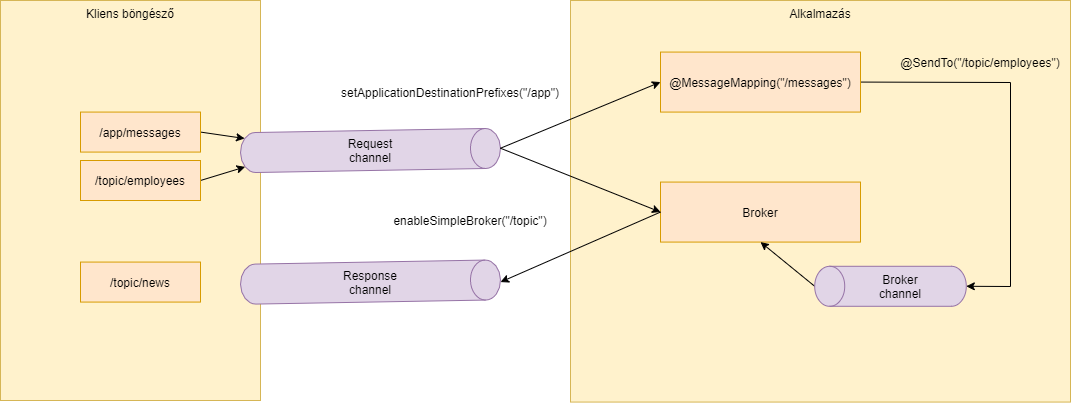 Kliens böngésző
Alkalmazás
@SendTo("/topic/employees")
@MessageMapping("/messages")
setApplicationDestinationPrefixes("/app")
/app/messages
Request
channel
/topic/employees
Broker
enableSimpleBroker("/topic")
/topic/news
Response
channel
Broker
channel